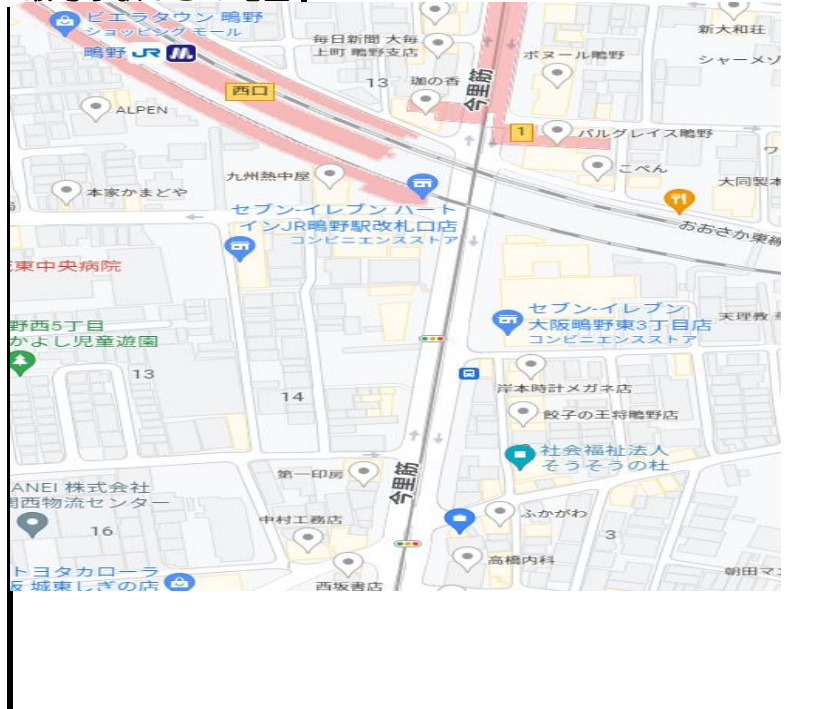 ビエラタウン 鴫野
ショッピング モール
毎日新聞 大毎
上町 鴫野支店
新大和荘
鴫野 JR
ボヌール鴫野
シャーメゾ
13
珈の香
今里筋
西口
ALPEN
1
パルグレイス鴫野
こぺん
大同製本
九州熱中屋
本家かまどや
セブン-イレブン ハート
インJR鴫野駅改札口店
コンビニエンスストア
おおさか東線
東中央病院
セブン-イレブン
大阪鴫野東3丁目店
コンビニエンスストア
天理教
野西5丁目
かよし児童遊園
13
14
岸本時計メガネ店
餃子の王将鴫野店
社会福祉法人
そうそうの杜
第一印房
今里筋
ANEI 株式会社
関西物流センター
16
中村工務店
ふかがわ
3
高橋内科
トヨタカローラ
城東しぎの店
西坂書店
朝田マン